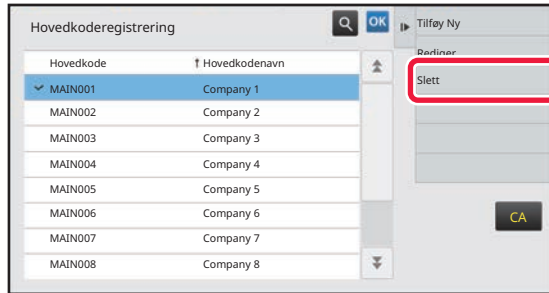 Hovedkoderegistrering
OK
Tilføy Ny
Rediger
Slett
Hovedkode
Hovedkodenavn
MAIN001 Company 1
MAIN002 Company 2
MAIN003 Company 3
MAIN004 Company 4
MAIN005 Company 5
MAIN006 Company 6
MAIN007 Company 7
MAIN008 Company 8
CA